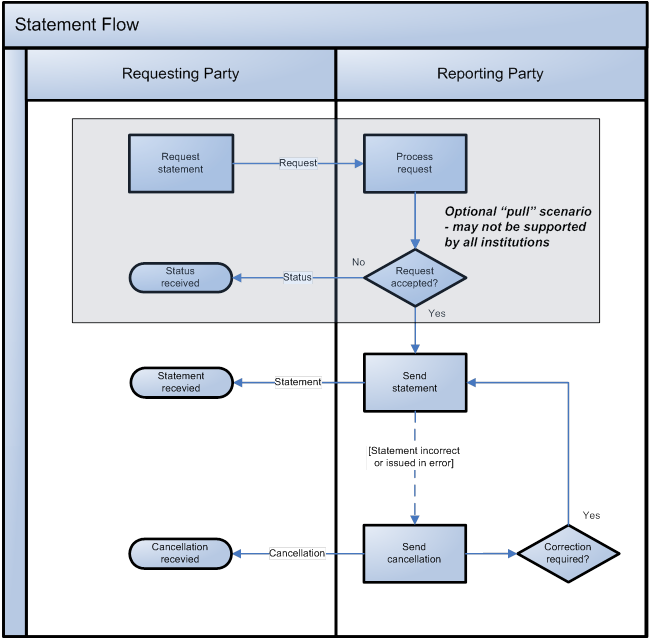 Statement Flow
Requesting Party
Reporting Party
Request
statement
Request
Process
request
Optional “pull” scenario
- may not be supported
by all institutions
No
Status
received
Status
Request
accepted?
Yes
Statement
recevied
Statement
Send
statement
[Statement incorrect
or issued in error]
Yes
Cancellation
recevied
Cancellation
Send
cancellation
Correction
required?